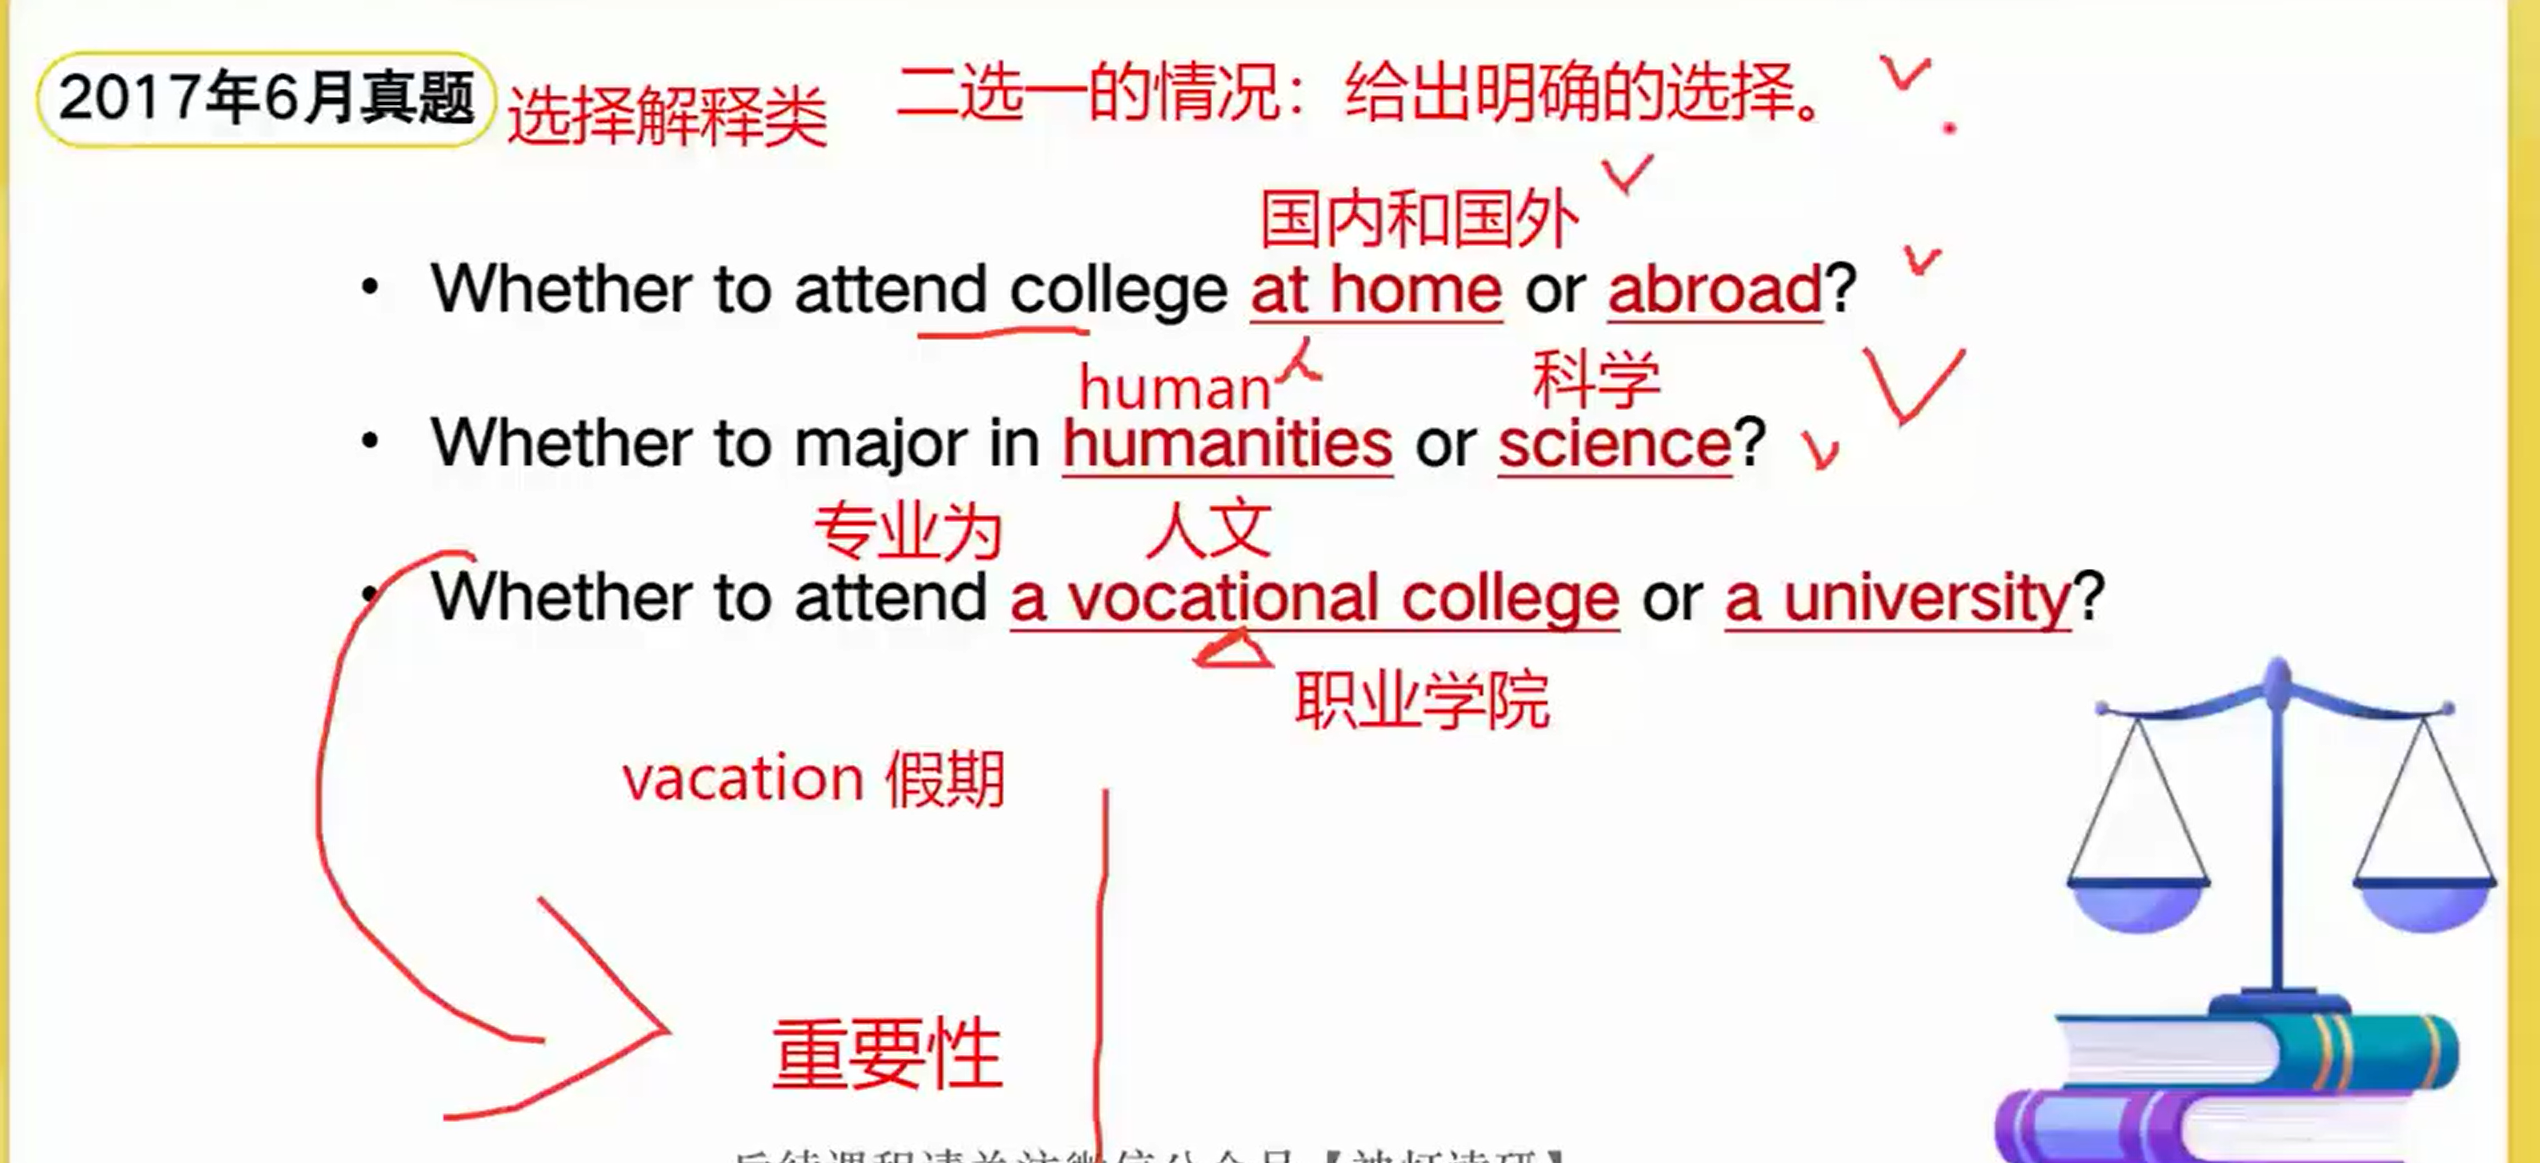 2017年6月真题 选择解释类 二选一的情况：给出明确的选择。
国内和国外
• Whether to attend college at home or abroad?
human 人 科学
• Whether to major in humanities or science?
专业为 人文
• Whether to attend a vocational college or a university?
职业学院
vacation 假期
重要性